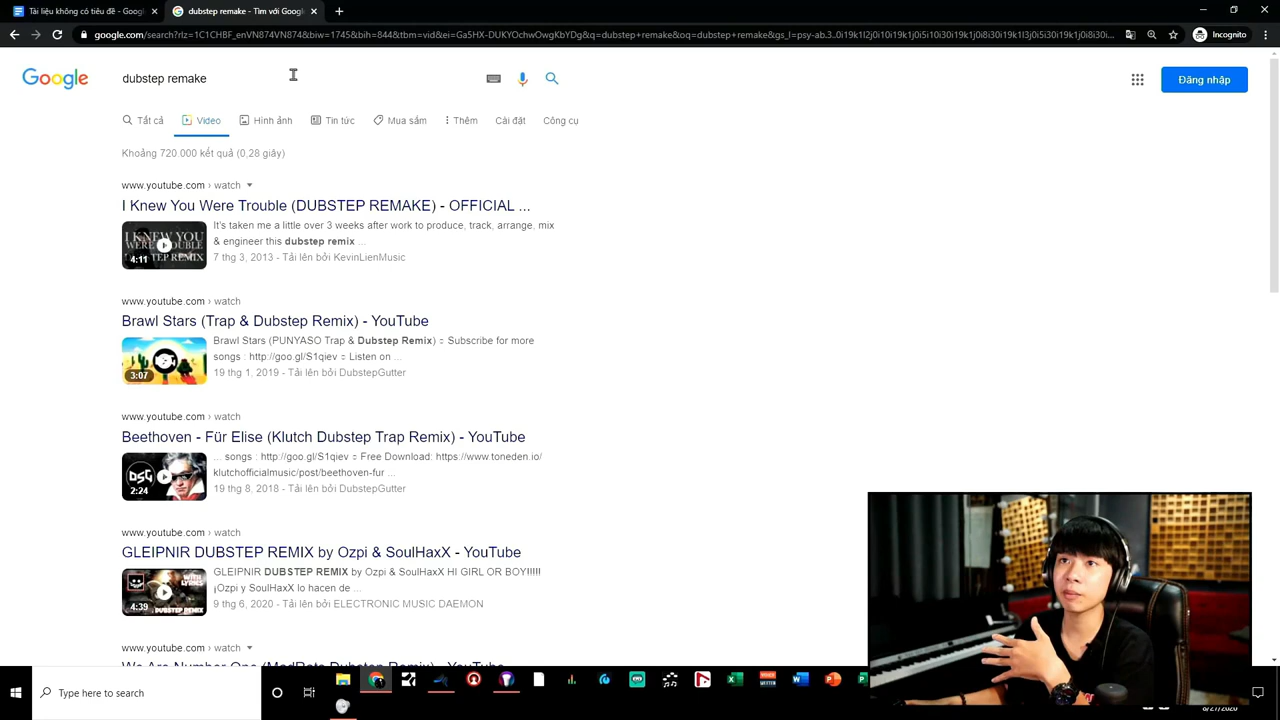 Tài liệu không có tiêu đề - Googl
dubstep remake - Tìm với Google
google.com/search?rlz=1C1CHBF_enVN874VN874&biw=1745&bih=844&tbm=vid&ei=Ga5HX-DUKYOchwOwgKbYDg&q=dubstep+remake&oq=dubstep+remake&gs_l=psy-ab.3...
Incognito
Google
dubstep remake
Đăng nhập
Tất cả
Video
Hình ảnh
Tin tức
Mua sắm
Thêm
Cài đặt
Công cụ
Khoảng 720.000 kết quả (0,28 giây)
www.youtube.com › watch
I Knew You Were Trouble (DUBSTEP REMAKE) - OFFICIAL ...
I KNEW YOU
4:11
It's taken me a little over 3 weeks after work to produce, track, arrange, mix
& engineer this dubstep remix ...
7 thg 3, 2013 - Tải lên bởi KevinLienMusic
www.youtube.com › watch
Brawl Stars (Trap & Dubstep Remix) - YouTube
3:07
Brawl Stars (PUNYASO Trap & Dubstep Remix) ○ Subscribe for more
songs : http://goo.gl/S1qiev ○ Listen on ...
19 thg 1, 2019 - Tải lên bởi DubstepGutter
www.youtube.com › watch
Beethoven - Für Elise (Klutch Dubstep Trap Remix) - YouTube
DSG
2:24
... songs : http://goo.gl/S1qiev ○ Free Download: https://www.toneden.io/
klutchofficialmusic/post/beethoven-fur ...
19 thg 8, 2018 - Tải lên bởi DubstepGutter
www.youtube.com › watch
GLEIPNIR DUBSTEP REMIX by Ozpi & SoulHaxX - YouTube
WITH
LYRICS
4:39
GLEIPNIR DUBSTEP REMIX by Ozpi & SoulHaxX HI GIRL OR BOY!!!!!
¡Ozpi y SoulHaxX lo hacen de ...
9 thg 6, 2020 - Tải lên bởi ELECTRONIC MUSIC DAEMON
www.youtube.com › watch
Type here to search